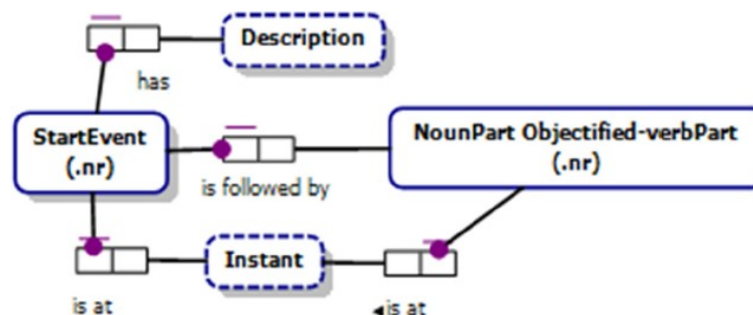 Description
has
StartEvent
(.nr)
NounPart Objectified-verbPart
(.nr)
is followed by
Instant
is at
◄is at